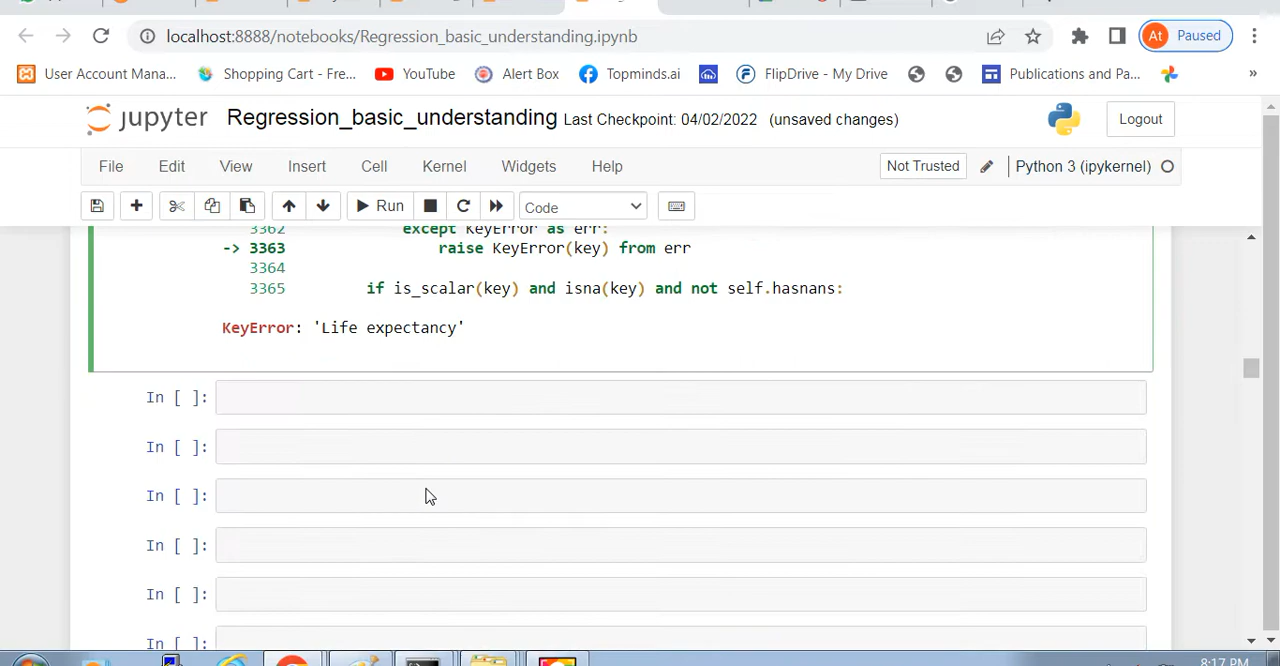 localhost:8888/notebooks/Regression_basic_understanding.ipynb
At Paused
User Account Mana... Shopping Cart - Fre... YouTube Alert Box Topminds.ai FlipDrive - My Drive Publications and Pa... »
jupyter Regression_basic_understanding Last Checkpoint: 04/02/2022 (unsaved changes) Logout
File Edit View Insert Cell Kernel Widgets Help Not Trusted Python 3 (ipykernel)
Run Code
3362 except KeyError as err:
-> 3363 raise KeyError(key) from err
3364
3365 if is_scalar(key) and isna(key) and not self.hasnans:
KeyError: 'Life expectancy'
In [ ]:
In [ ]:
In [ ]:
In [ ]:
In [ ]:
In [ ]:
8:17 PM